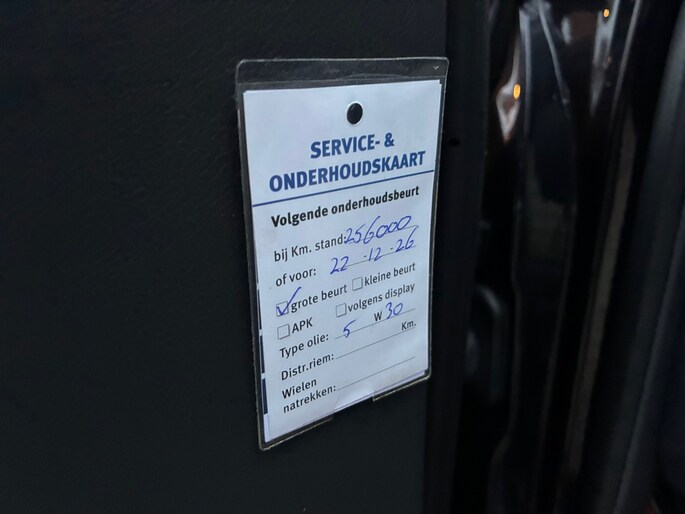 SERVICE- &
ONDERHOUDSKAART
Volgende onderhoudsbeurt
bij Km. stand: 256000
of voor: 22-12-26
grote beurt kleine beurt
APK volgens display
Type olie: 5 W 30
Distr.riem: Km.
Wielen
natrekken: